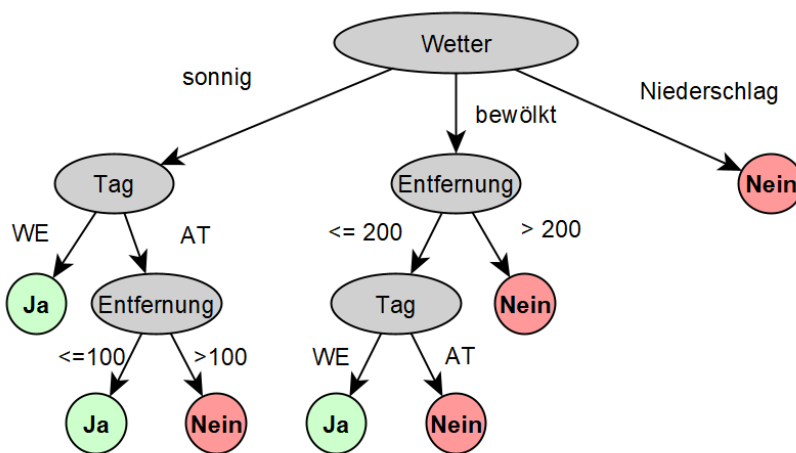 Wetter
sonnig
bewölkt
Niederschlag
Tag
Entfernung
Nein
WE
AT
<= 200
> 200
Ja
Entfernung
Tag
Nein
<=100
>100
WE
AT
Ja
Nein
Ja
Nein